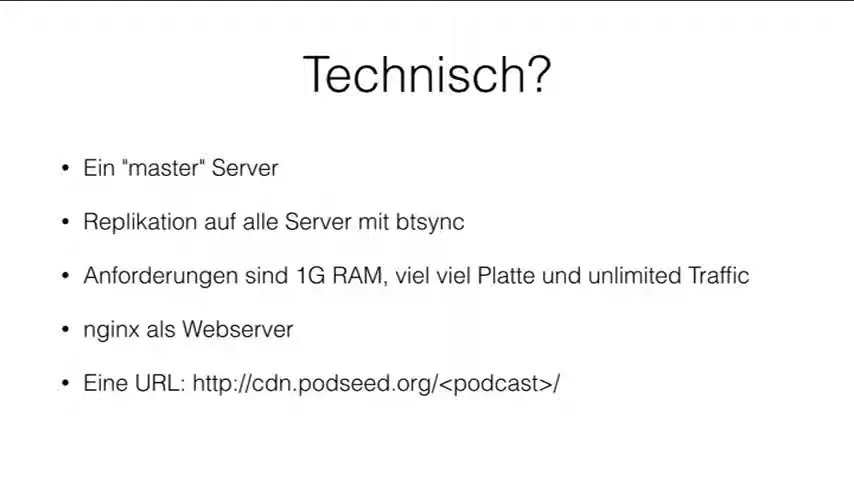 Technisch?
• Ein "master" Server
• Replikation auf alle Server mit btsync
• Anforderungen sind 1G RAM, viel viel Platte und unlimited Traffic
• nginx als Webserver
• Eine URL: http://cdn.podseed.org/<podcast>/